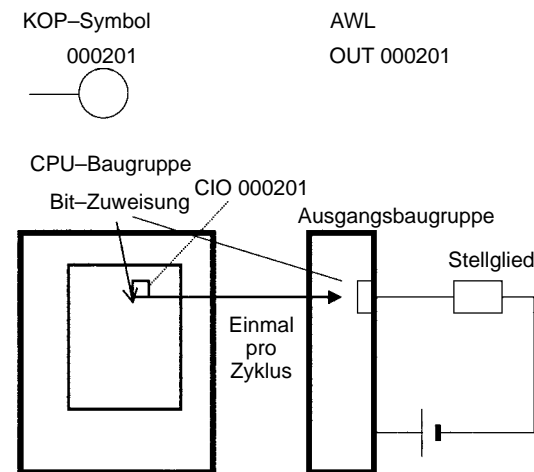 KOP–Symbol
AWL
000201
OUT 000201
CPU–Baugruppe
CIO 000201
Bit–Zuweisung
Ausgangsbaugruppe
Stellglied
Einmal
pro
Zyklus